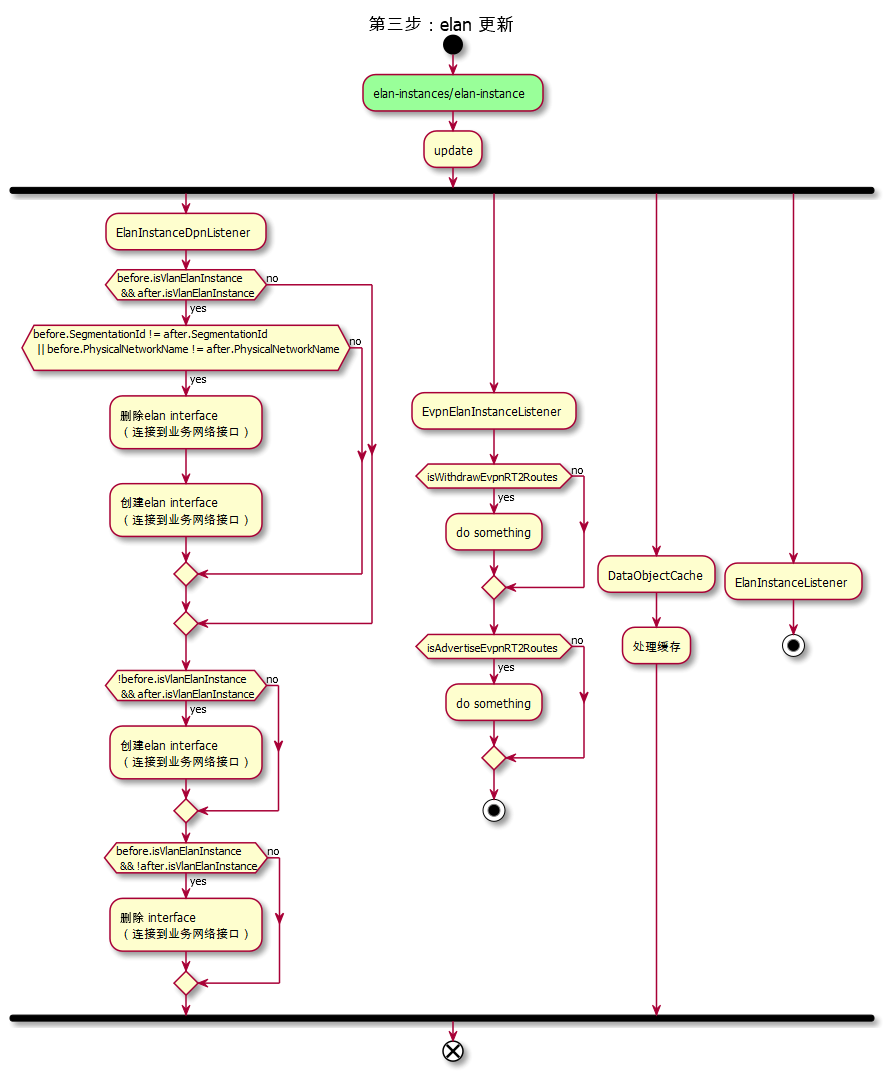 第三步：elan 更新
elan-instances/elan-instance
update
ElanInstanceDpnListener
before.isVlanElanInstance
&& after.isVlanElanInstance
no
yes
before.SegmentationId != after.SegmentationId
|| before.PhysicalNetworkName != after.PhysicalNetworkName
no
yes
删除elan interface
（连接到业务网络接口）
创建elan interface
（连接到业务网络接口）
!before.isVlanElanInstance
&& after.isVlanElanInstance
no
yes
创建elan interface
（连接到业务网络接口）
before.isVlanElanInstance
&& !after.isVlanElanInstance
no
yes
删除 interface
（连接到业务网络接口）
EvpnElanInstanceListener
isWithdrawEvpnRT2Routes
no
yes
do something
isAdvertiseEvpnRT2Routes
no
yes
do something
DataObjectCache
处理缓存
ElanInstanceListener